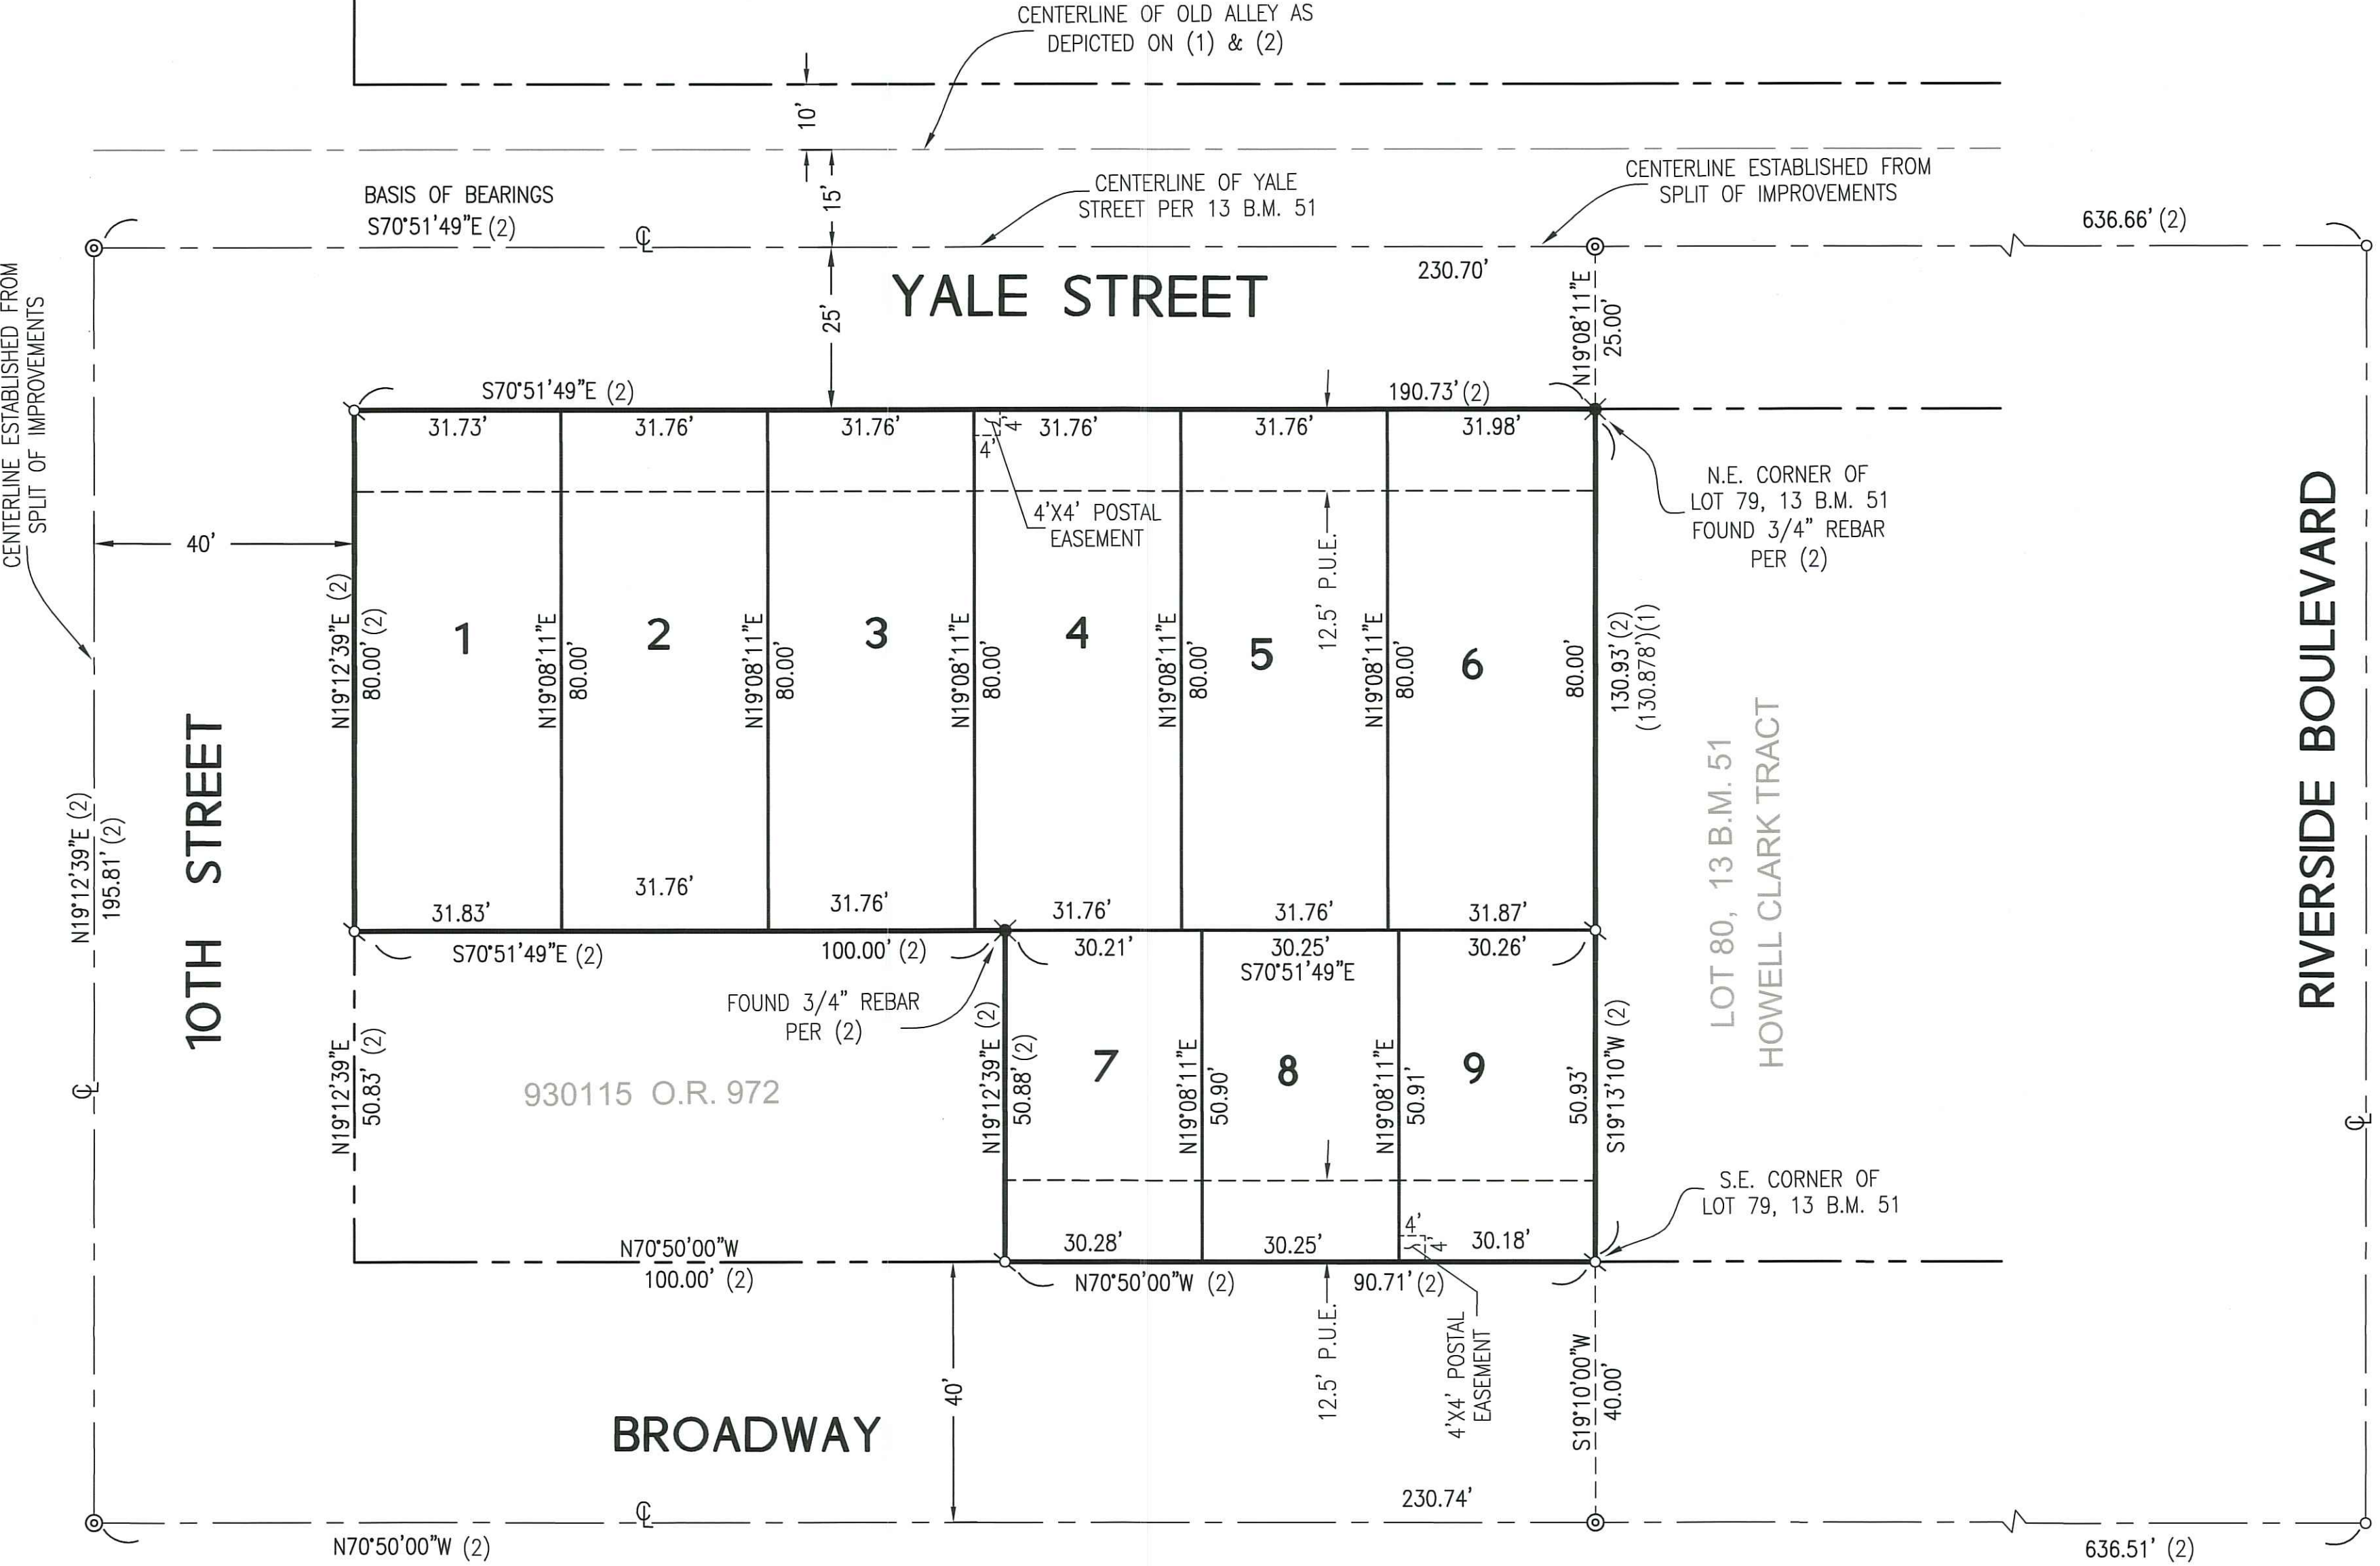 CENTERLINE OF OLD ALLEY AS
DEPICTED ON (1) & (2)
10'
15'
BASIS OF BEARINGS
S70°51'49"E (2)
CENTERLINE OF YALE
STREET PER 13 B.M. 51
CENTERLINE ESTABLISHED FROM
SPLIT OF IMPROVEMENTS
636.66' (2)
℄
230.70'
YALE STREET
25'
N19°08'11"E
25.00'
CENTERLINE ESTABLISHED FROM
SPLIT OF IMPROVEMENTS
S70°51'49"E (2)
190.73' (2)
31.73'
31.76'
31.76'
4'
4'
31.76'
31.76'
31.98'
N.E. CORNER OF
LOT 79, 13 B.M. 51
FOUND 3/4" REBAR
PER (2)
4'X4' POSTAL
EASEMENT
40'
12.5' P.U.E.
N19°12'39"E (2)
80.00' (2)
1
N19°08'11"E
80.00'
2
N19°08'11"E
80.00'
3
N19°08'11"E
80.00'
4
N19°08'11"E
80.00'
5
N19°08'11"E
80.00'
6
80.00'
130.93' (2)
(130.878')(1)
LOT 80, 13 B.M. 51
HOWELL CLARK TRACT
RIVERSIDE BOULEVARD
10TH STREET
N19°12'39"E (2)
195.81' (2)
31.83'
31.76'
31.76'
31.76'
31.76'
31.87'
S70°51'49"E (2)
100.00' (2)
30.21'
30.25'
30.26'
S70°51'49"E
FOUND 3/4" REBAR
PER (2)
℄
N19°12'39"E
50.83' (2)
930115 O.R. 972
N19°12'39"E (2)
50.88' (2)
7
N19°08'11"E
50.90'
8
N19°08'11"E
50.91'
9
50.93'
S19°13'10"W (2)
℄
S.E. CORNER OF
LOT 79, 13 B.M. 51
4'
4'
30.28'
30.25'
30.18'
N70°50'00"W
100.00' (2)
N70°50'00"W (2)
90.71' (2)
12.5' P.U.E.
4'X4' POSTAL
EASEMENT
S19°10'00"W
40.00'
40'
BROADWAY
230.74'
℄
N70°50'00"W (2)
636.51' (2)